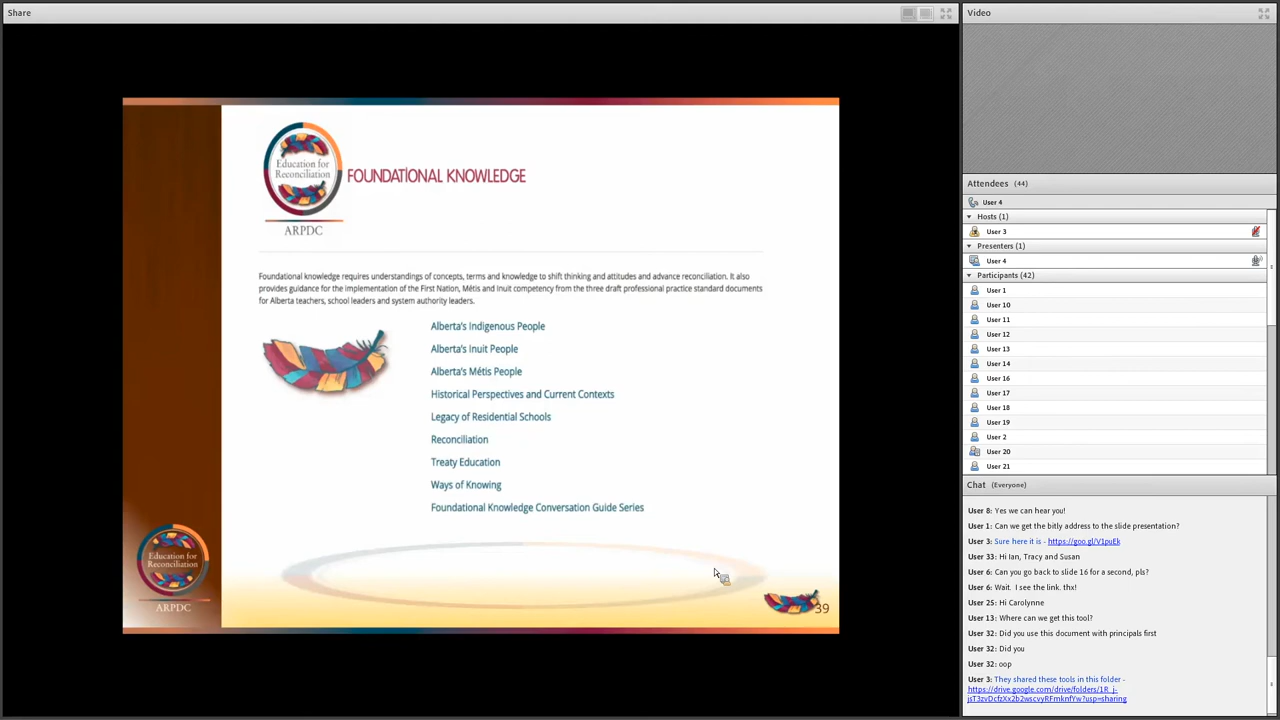 Share
Education for
Reconciliation
ARPDC
FOUNDATIONAL KNOWLEDGE
Foundational knowledge requires understandings of concepts, terms and knowledge to shift thinking and attitudes and advance reconciliation. It also
provides guidance for the implementation of the First Nation, Métis and Inuit competency from the three draft professional practice standard documents
for Alberta teachers, school leaders and system authority leaders.
Alberta's Indigenous People
Alberta's Inuit People
Alberta's Métis People
Historical Perspectives and Current Contexts
Legacy of Residential Schools
Reconciliation
Treaty Education
Ways of Knowing
Foundational Knowledge Conversation Guide Series
Education for
Reconciliation
ARPDC
39
Video
Attendees (44)
User 4
Hosts (1)
User 3
Presenters (1)
User 4
Participants (42)
User 1
User 10
User 11
User 12
User 13
User 14
User 16
User 17
User 18
User 19
User 2
User 20
User 21
Chat (Everyone)
User 8: Yes we can hear you!
User 1: Can we get the bitly address to the slide presentation?
User 3: Sure here it is - https://goo.gl/V1puEk
User 33: Hi Ian, Tracy and Susan
User 6: Can you go back to slide 16 for a second, pls?
User 6: Wait. I see the link. thx!
User 25: Hi Carolynne
User 13: Where can we get this tool?
User 32: Did you use this document with principals first
User 32: Did you
User 32: oop
User 3: They shared these tools in this folder -
https://drive.google.com/drive/folders/1R_j-
jsT3zvDcfzXx2b2wscvyRFmknfYw?usp=sharing